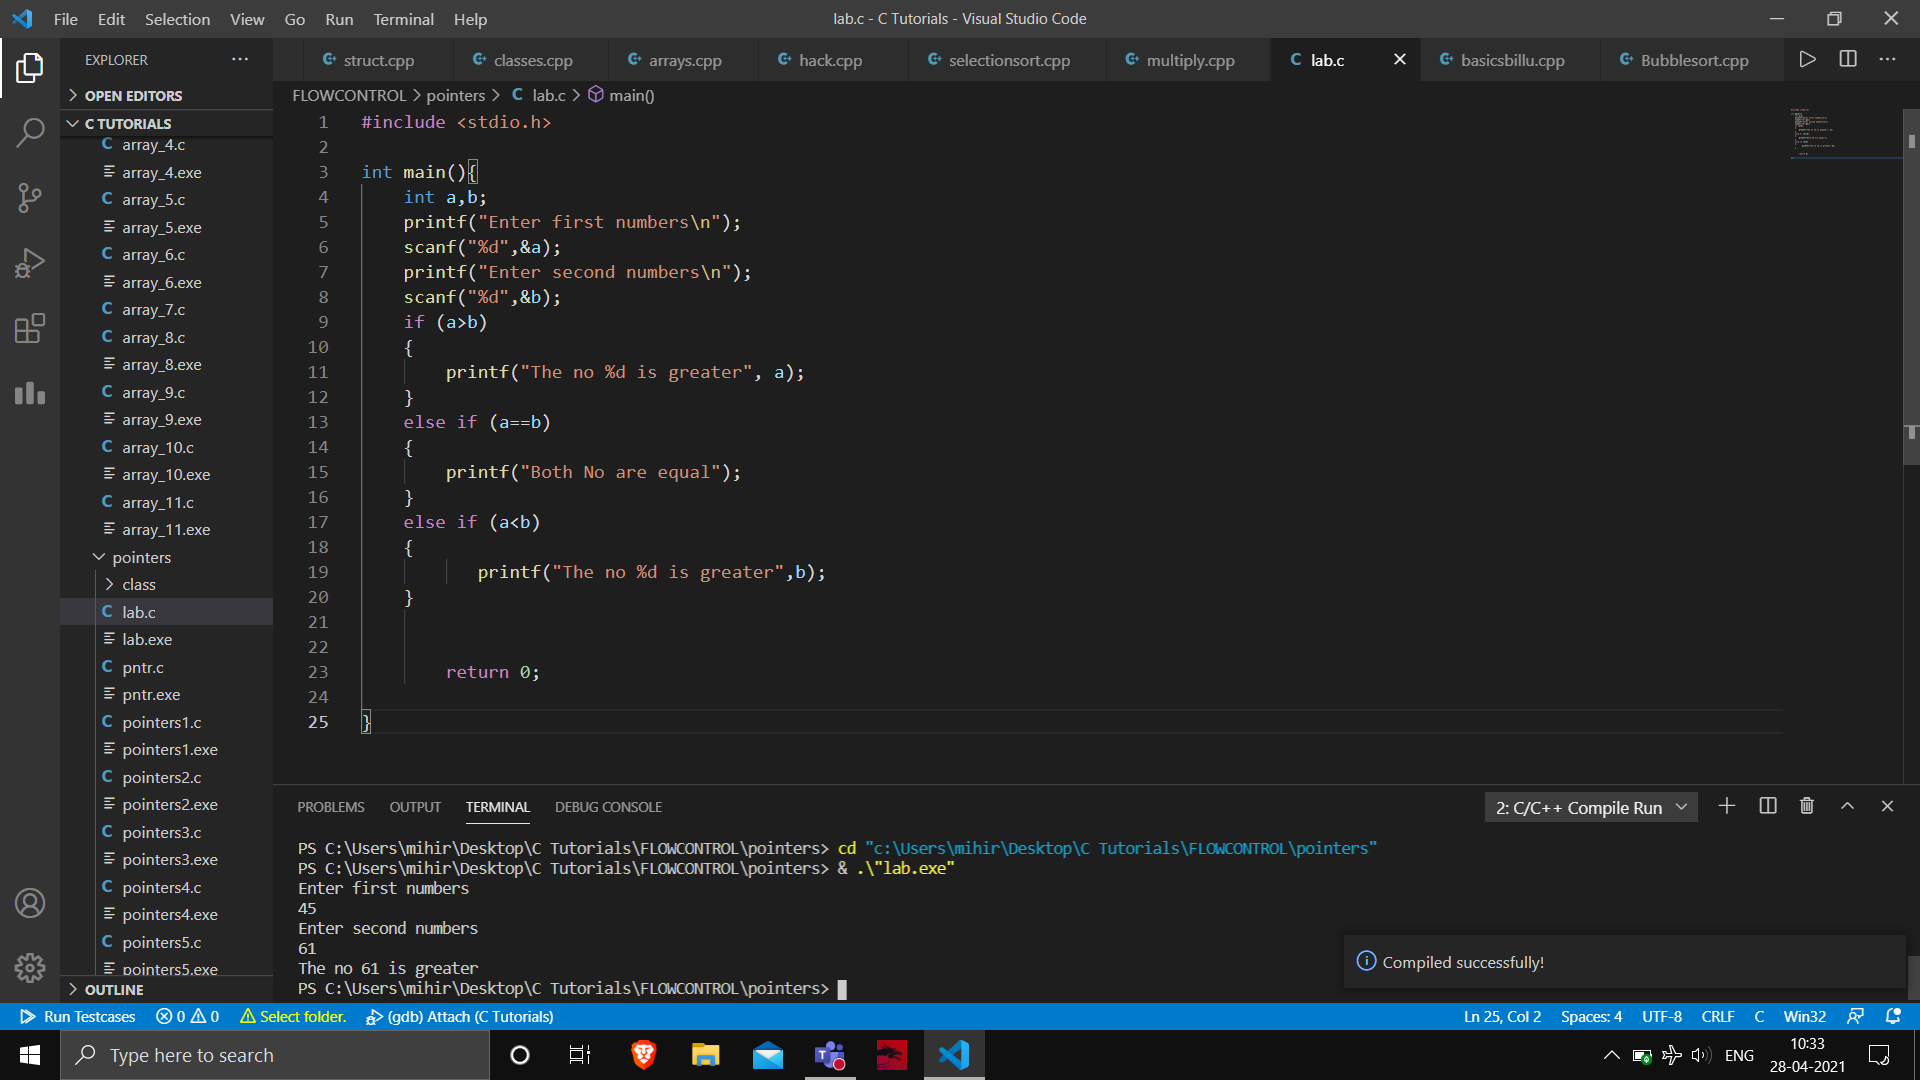 File Edit Selection View Go Run Terminal Help
lab.c - C Tutorials - Visual Studio Code
EXPLORER
struct.cpp classes.cpp arrays.cpp hack.cpp selectionsort.cpp multiply.cpp lab.c basicsbillu.cpp Bubblesort.cpp
OPEN EDITORS
C TUTORIALS
array_4.c
array_4.exe
array_5.c
array_5.exe
array_6.c
array_6.exe
array_7.c
array_8.c
array_8.exe
array_9.c
array_9.exe
array_10.c
array_10.exe
array_11.c
array_11.exe
pointers
class
lab.c
lab.exe
pntr.c
pntr.exe
pointers1.c
pointers1.exe
pointers2.c
pointers2.exe
pointers3.c
pointers3.exe
pointers4.c
pointers4.exe
pointers5.c
pointers5.exe
OUTLINE
FLOWCONTROL > pointers > C lab.c > main()
1 #include <stdio.h>
2
3 int main(){
4 int a,b;
5 printf("Enter first numbers\n");
6 scanf("%d",&a);
7 printf("Enter second numbers\n");
8 scanf("%d",&b);
9 if (a>b)
10 {
11 printf("The no %d is greater", a);
12 }
13 else if (a==b)
14 {
15 printf("Both No are equal");
16 }
17 else if (a<b)
18 {
19 printf("The no %d is greater",b);
20 }
21
22
23 return 0;
24
25 }
PROBLEMS OUTPUT TERMINAL DEBUG CONSOLE
2: C/C++ Compile Run
PS C:\Users\mihir\Desktop\C Tutorials\FLOWCONTROL\pointers> cd "c:\Users\mihir\Desktop\C Tutorials\FLOWCONTROL\pointers"
PS C:\Users\mihir\Desktop\C Tutorials\FLOWCONTROL\pointers> & .\"lab.exe"
Enter first numbers
45
Enter second numbers
61
The no 61 is greater
PS C:\Users\mihir\Desktop\C Tutorials\FLOWCONTROL\pointers>
Compiled successfully!
Run Testcases 0 0 Select folder. (gdb) Attach (C Tutorials)
Ln 25, Col 2 Spaces: 4 UTF-8 CRLF C Win32
Type here to search
ENG
10:33
28-04-2021